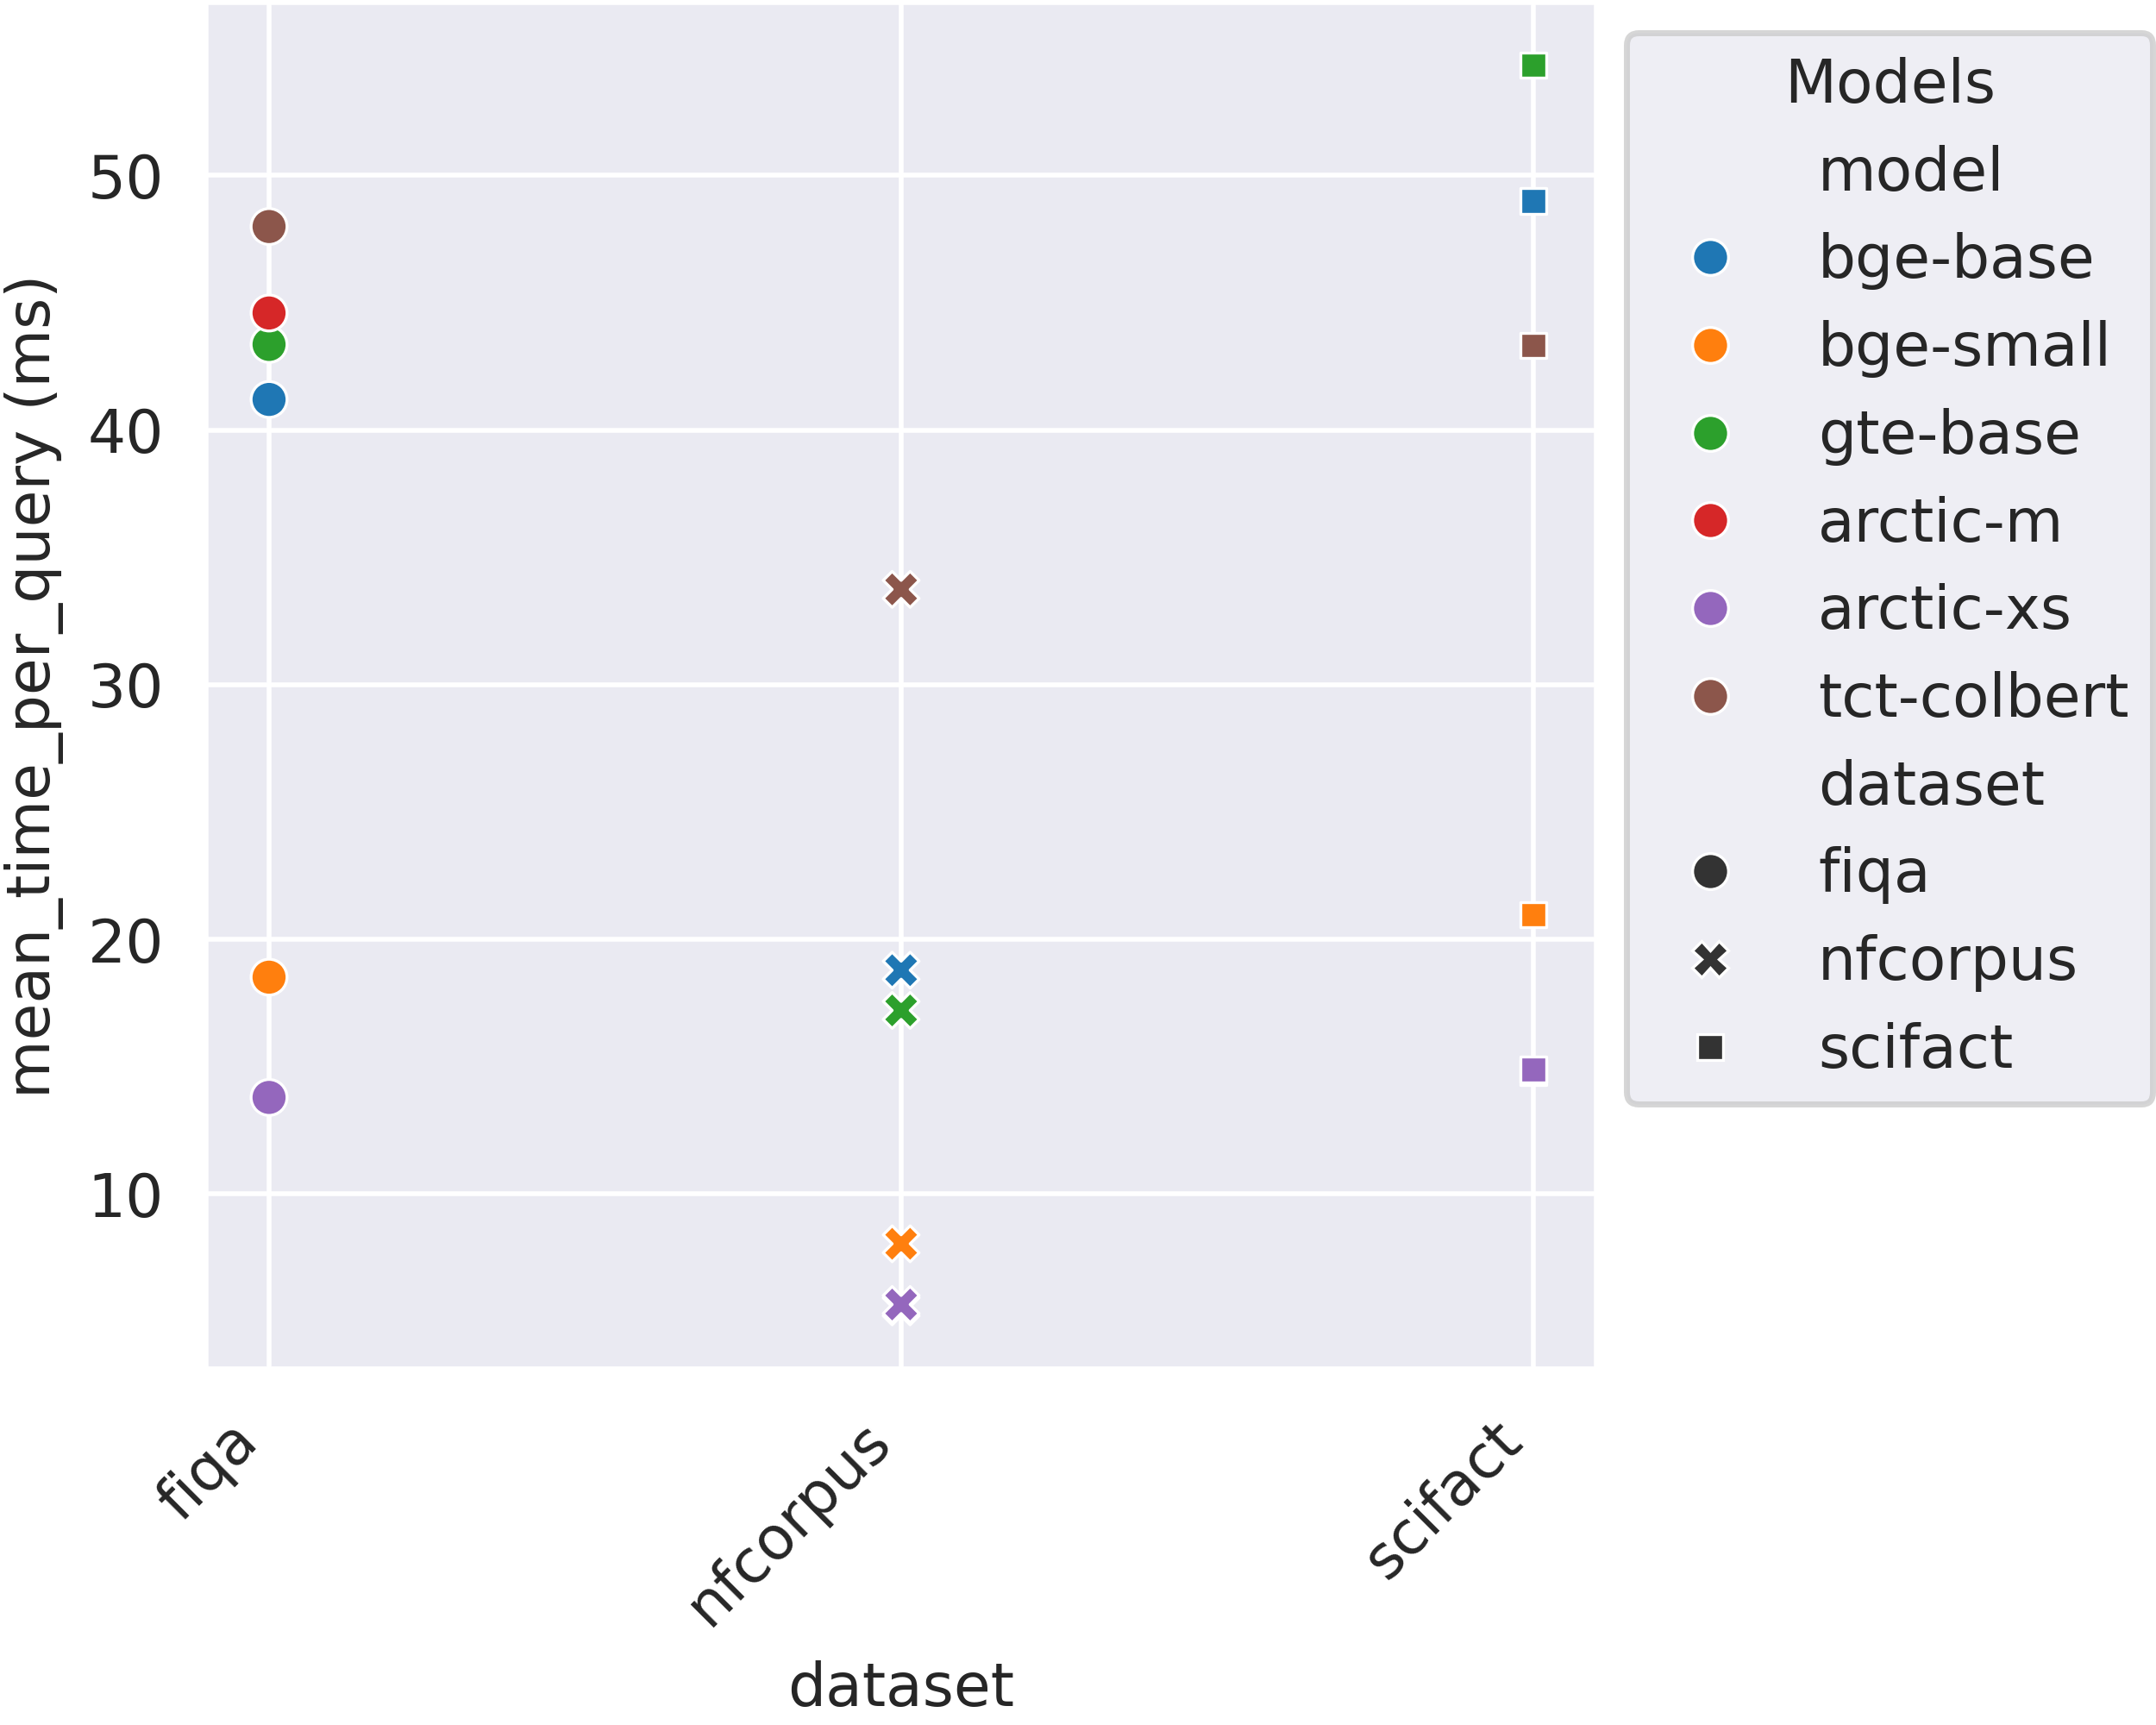 mean_time_per_query (ms)
50
40
30
20
10
fiqa
nfcorpus
scifact
dataset
Models
model
bge-base
bge-small
gte-base
arctic-m
arctic-xs
tct-colbert
dataset
fiqa
nfcorpus
scifact